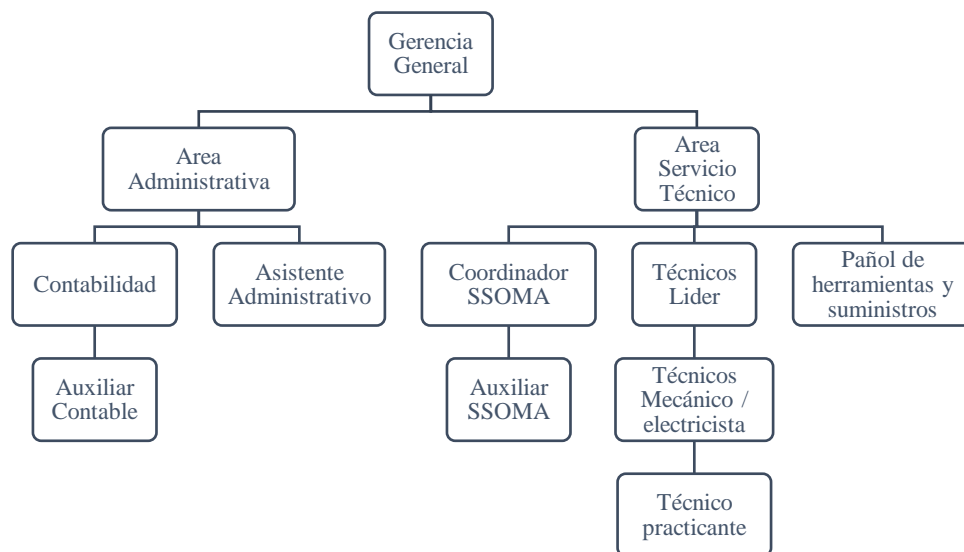 Gerencia
General
Area
Administrativa
Area
Servicio
Técnico
Contabilidad
Asistente
Administrativo
Coordinador
SSOMA
Técnicos
Lider
Pañol de
herramientas y
suministros
Auxiliar
Contable
Auxiliar
SSOMA
Técnicos
Mecánico /
electricista
Técnico
practicante